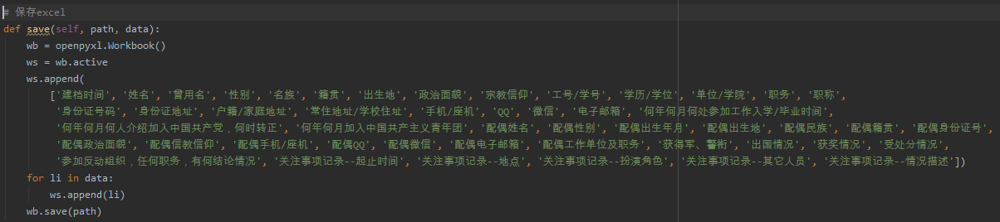 # 保存excel
def save(self, path, data):
wb = openpyxl.Workbook()
ws = wb.active
ws.append(
['建档时间', '姓名', '曾用名', '性别', '名族', '籍贯', '出生地', '政治面貌', '宗教信仰', '工号/学号', '学历/学位', '单位/学院', '职务', '职称',
'身份证号码', '身份证地址', '户籍/家庭地址', '常住地址/学校住址', '手机/座机', 'QQ', '微信', '电子邮箱', '何年何月何处参加工作入学/毕业时间',
'何年何月何人介绍加入中国共产党，何时转正', '何年何月加入中国共产主义青年团', '配偶姓名', '配偶性别', '配偶出生年月', '配偶出生地', '配偶民族', '配偶籍贯', '配偶身份证号',
'配偶政治面貌', '配偶信教信仰', '配偶手机/座机', '配偶QQ', '配偶微信', '配偶电子邮箱', '配偶工作单位及职务', '获得军、警衔', '出国情况', '获奖情况', '受处分情况',
'参加反动组织，任何职务，有何结论情况', '关注事项记录--起止时间', '关注事项记录--地点', '关注事项记录--扮演角色', '关注事项记录--其它人员', '关注事项记录--情况描述'])
for li in data:
ws.append(li)
wb.save(path)